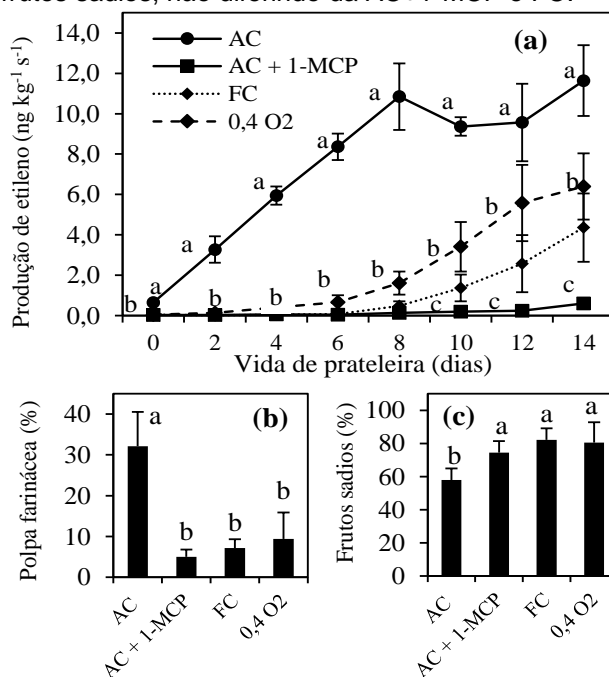 frutos sadios, não diferindo da AC+1-MCP e FC.
Produção de etileno (ng kg⁻¹ s⁻¹)
14,0
12,0
10,0
8,0
6,0
4,0
2,0
0,0
AC
AC + 1-MCP
FC
0,4 O2
(a)
a a a a a a a a
b b b b b b b b
c c c
0 2 4 6 8 10 12 14
Vida de prateleira (dias)
Polpa farinácea (%)
40
30
20
10
0
(b)
a b b b
AC
AC + 1-MCP
FC
0,4 O2
Frutos sadios (%)
100
80
60
40
20
0
(c)
b a a a
AC
AC + 1-MCP
FC
0,4 O2